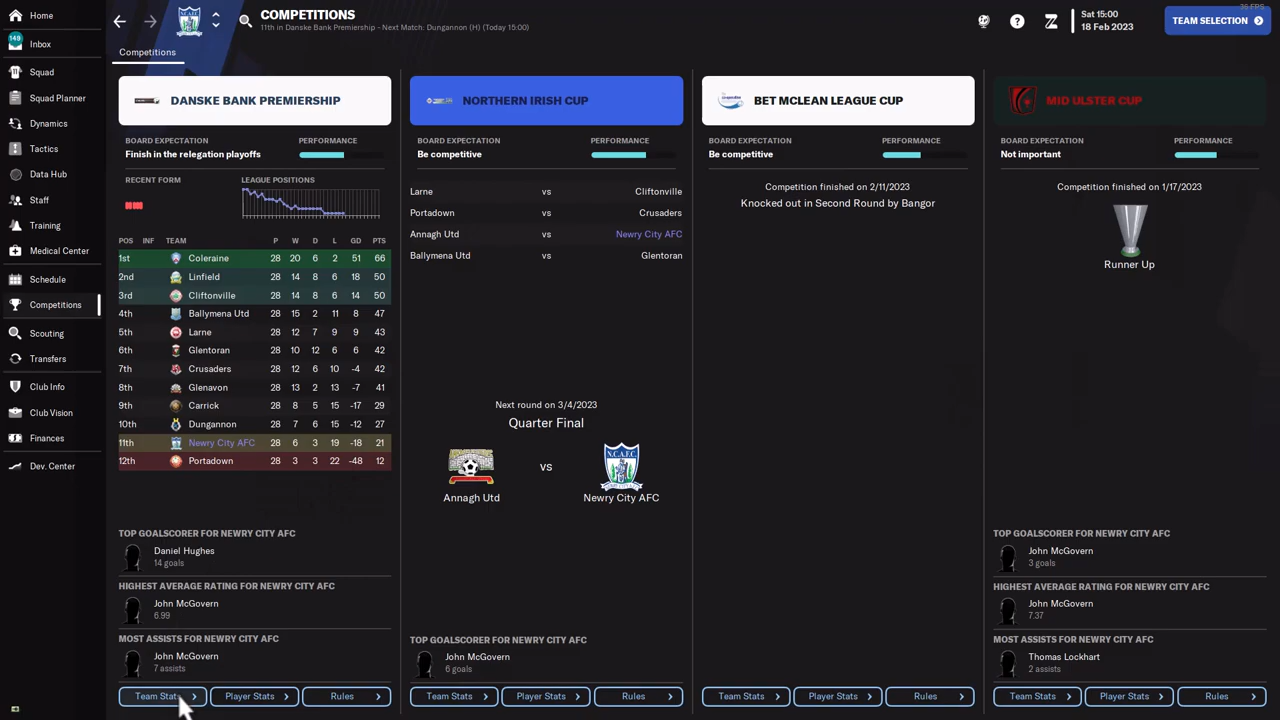 36 FPS
COMPETITIONS
11th in Danske Bank Premiership - Next Match: Dungannon (H) (Today 15:00)
Sat 15:00
18 Feb 2023
TEAM SELECTION
Home
149
Inbox
Squad
Squad Planner
Dynamics
Tactics
Data Hub
Staff
Training
Medical Center
Schedule
Competitions
Scouting
Transfers
Club Info
Club Vision
Finances
Dev. Center
Competitions
DANSKE BANK PREMIERSHIP
BOARD EXPECTATION PERFORMANCE
Finish in the relegation playoffs
RECENT FORM LEAGUE POSITIONS
POS INF TEAM P W D L GD PTS
1st Coleraine 28 20 6 2 51 66
2nd Linfield 28 14 8 6 18 50
3rd Cliftonville 28 14 8 6 14 50
4th Ballymena Utd 28 15 2 11 8 47
5th Larne 28 12 7 9 9 43
6th Glentoran 28 10 12 6 6 42
7th Crusaders 28 12 6 10 -4 42
8th Glenavon 28 13 2 13 -7 41
9th Carrick 28 8 5 15 -17 29
10th Dungannon 28 7 6 15 -12 27
11th Newry City AFC 28 6 3 19 -18 21
12th Portadown 28 3 3 22 -48 12
TOP GOALSCORER FOR NEWRY CITY AFC
Daniel Hughes
14 goals
HIGHEST AVERAGE RATING FOR NEWRY CITY AFC
John McGovern
6.99
MOST ASSISTS FOR NEWRY CITY AFC
John McGovern
7 assists
Team Stats Player Stats Rules
NORTHERN IRISH CUP
BOARD EXPECTATION PERFORMANCE
Be competitive
Larne vs Cliftonville
Portadown vs Crusaders
Annagh Utd vs Newry City AFC
Ballymena Utd vs Glentoran
Next round on 3/4/2023
Quarter Final
vs
N.C.A.F.C.
Annagh Utd Newry City AFC
TOP GOALSCORER FOR NEWRY CITY AFC
John McGovern
6 goals
Team Stats Player Stats Rules
BET MCLEAN LEAGUE CUP
BOARD EXPECTATION PERFORMANCE
Be competitive
Competition finished on 2/11/2023
Knocked out in Second Round by Bangor
Team Stats Player Stats Rules
MID ULSTER CUP
BOARD EXPECTATION PERFORMANCE
Not important
Competition finished on 1/17/2023
Runner Up
TOP GOALSCORER FOR NEWRY CITY AFC
John McGovern
3 goals
HIGHEST AVERAGE RATING FOR NEWRY CITY AFC
John McGovern
7.37
MOST ASSISTS FOR NEWRY CITY AFC
Thomas Lockhart
2 assists
Team Stats Player Stats Rules